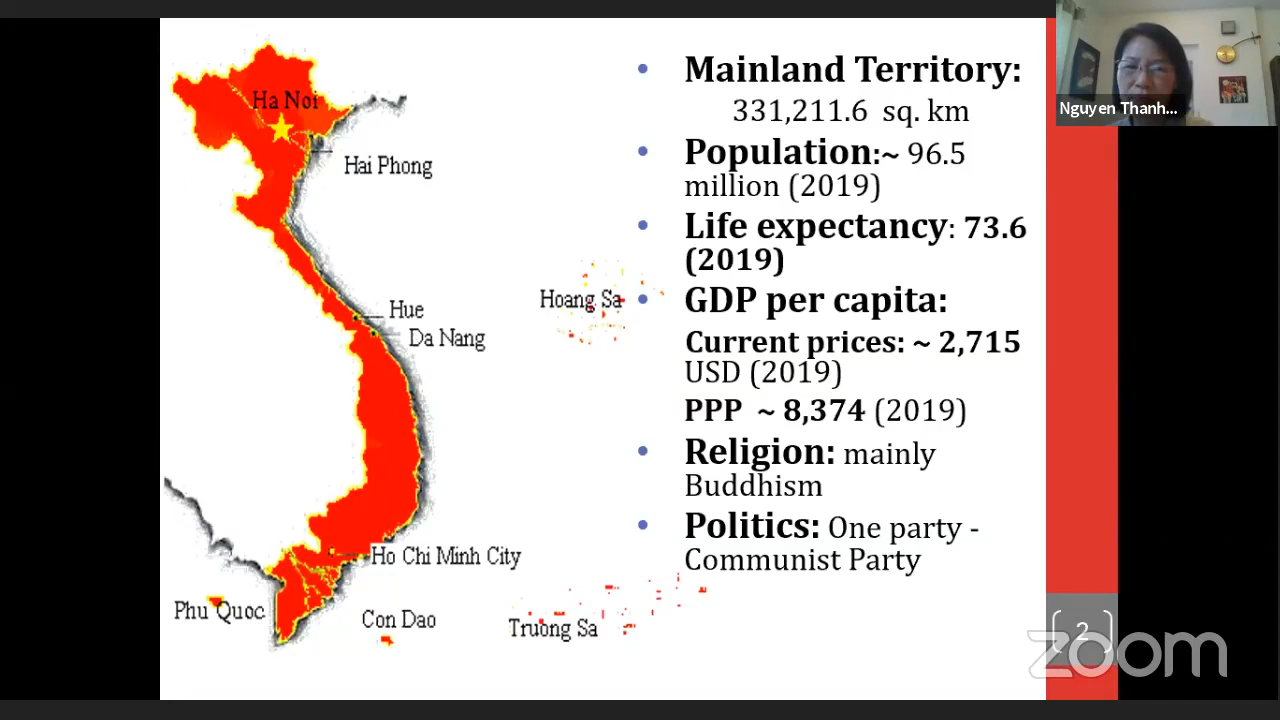 Ha Noi
Hai Phong
Hue
Da Nang
Hoang Sa
Ho Chi Minh City
Phu Quoc
Con Dao
Truong Sa
• Mainland Territory:
331,211.6 sq. km
• Population:~ 96.5
million (2019)
• Life expectancy: 73.6
(2019)
• GDP per capita:
Current prices: ~ 2,715
USD (2019)
PPP ~ 8,374 (2019)
• Religion: mainly
Buddhism
• Politics: One party -
Communist Party
Nguyen Thanh...
2
zoom